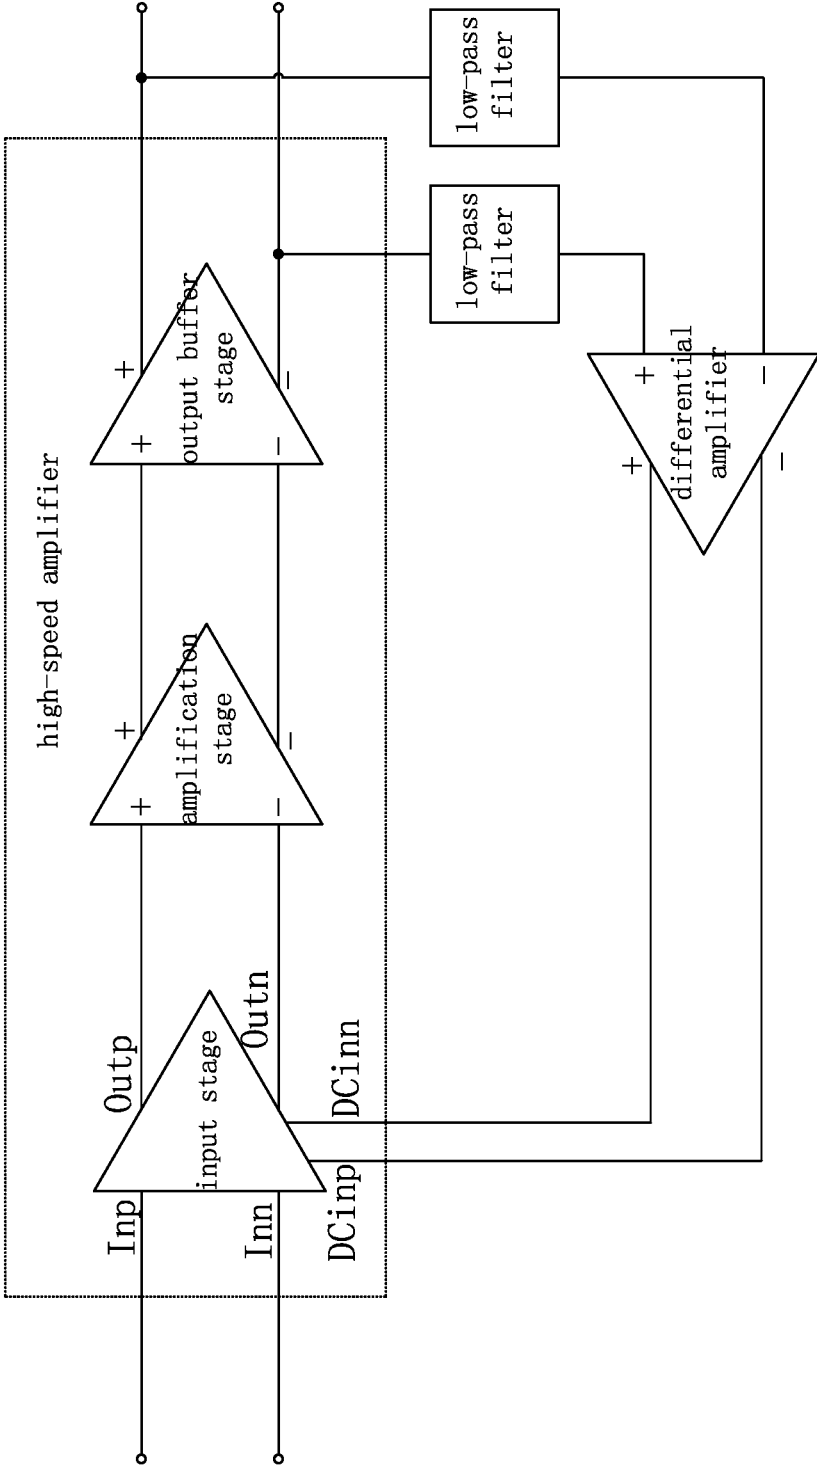 high-speed amplifier
Inp
Outp
+
+
+
+
input stage
amplification
stage
output buffer
stage
Inn
Outn
−
−
−
−
DCinp
DCinn
low-pass
filter
low-pass
filter
+
+
differential
amplifier
−
−